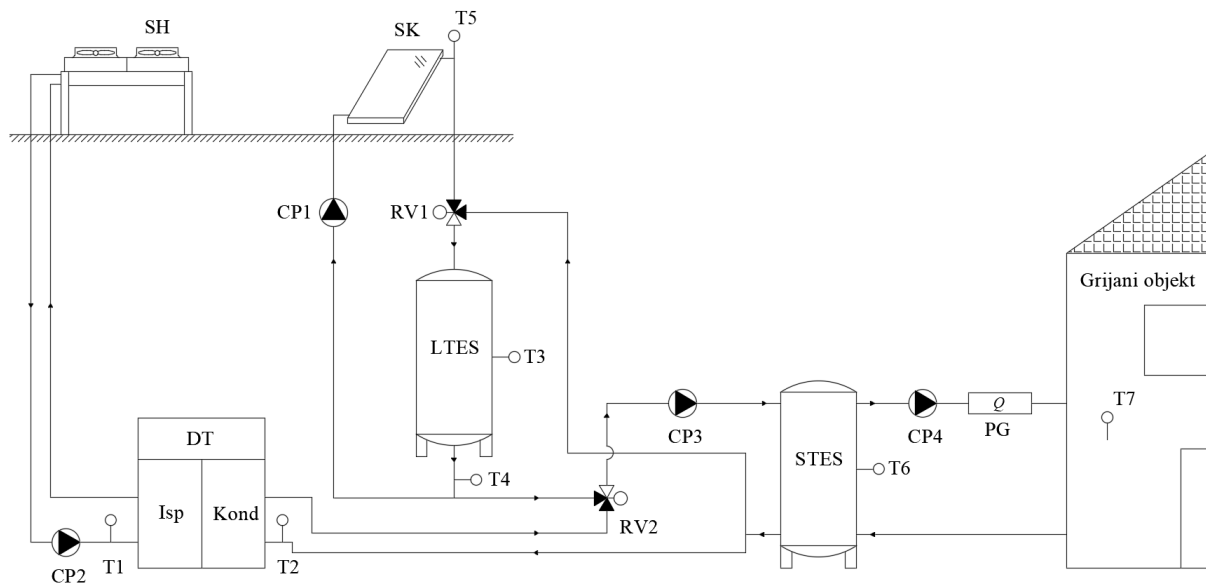 SH
SK
T5
CP1
RV1
Grijani objekt
LTES
T3
T7
Q
CP3
CP4
PG
DT
STES
T6
T4
Isp
Kond
RV2
CP2
T1
T2